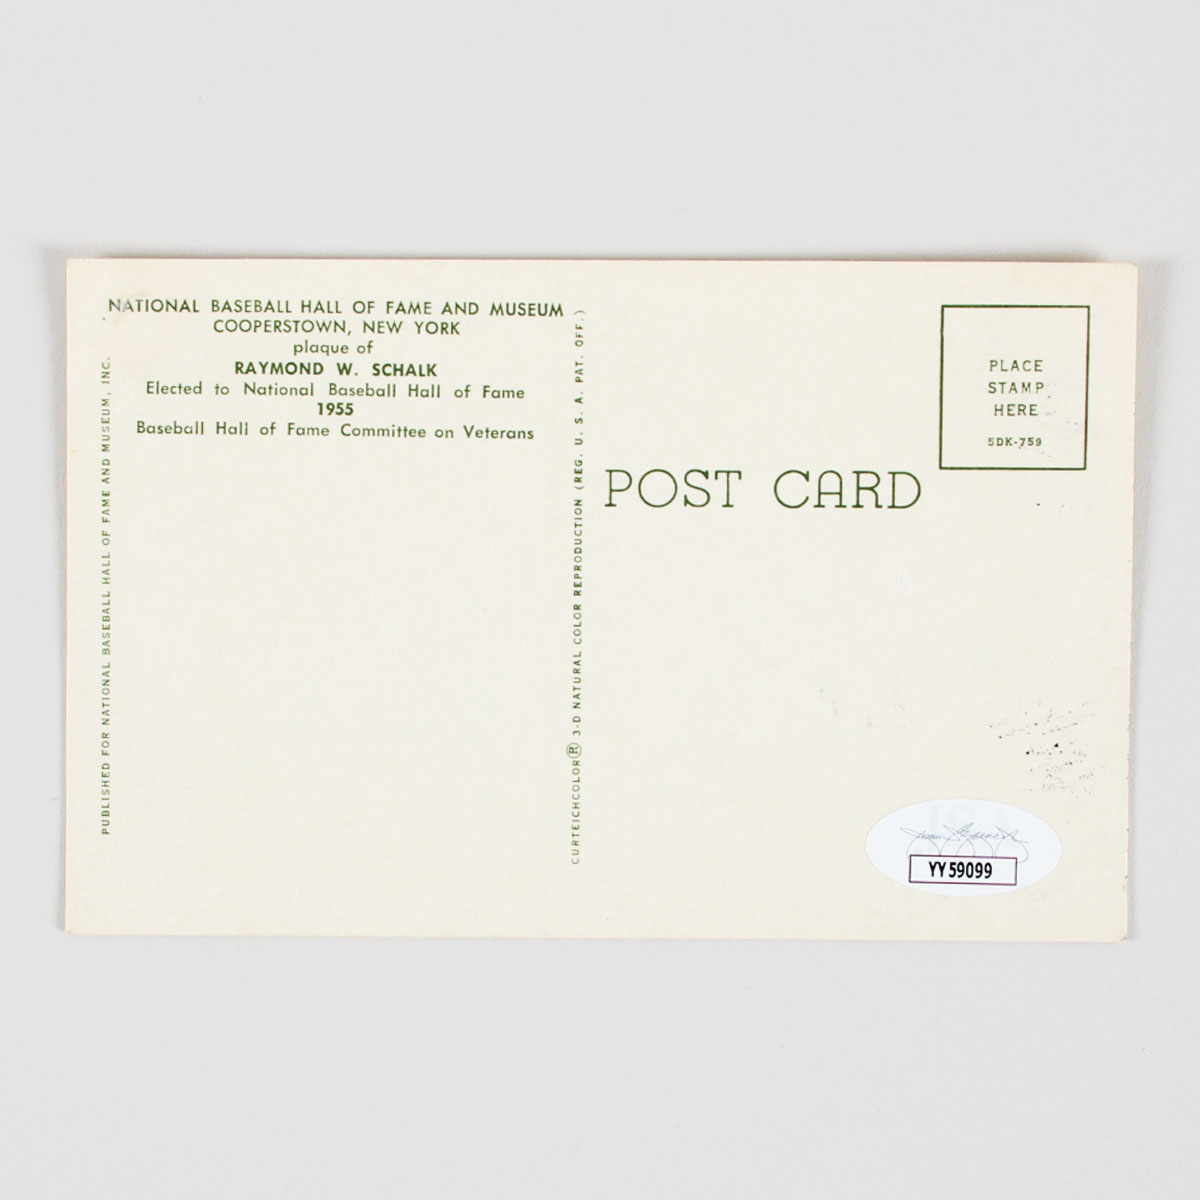 NATIONAL BASEBALL HALL OF FAME AND MUSEUM
COOPERSTOWN, NEW YORK
plaque of
RAYMOND W. SCHALK
Elected to National Baseball Hall of Fame
1955
Baseball Hall of Fame Committee on Veterans
PUBLISHED FOR NATIONAL BASEBALL HALL OF FAME AND MUSEUM, INC.
CURTEICHCOLOR® 3-D NATURAL COLOR REPRODUCTION (REG. U. S. A. PAT. OFF.)
POST CARD
PLACE
STAMP
HERE
5DK-759
JSA
YY59099